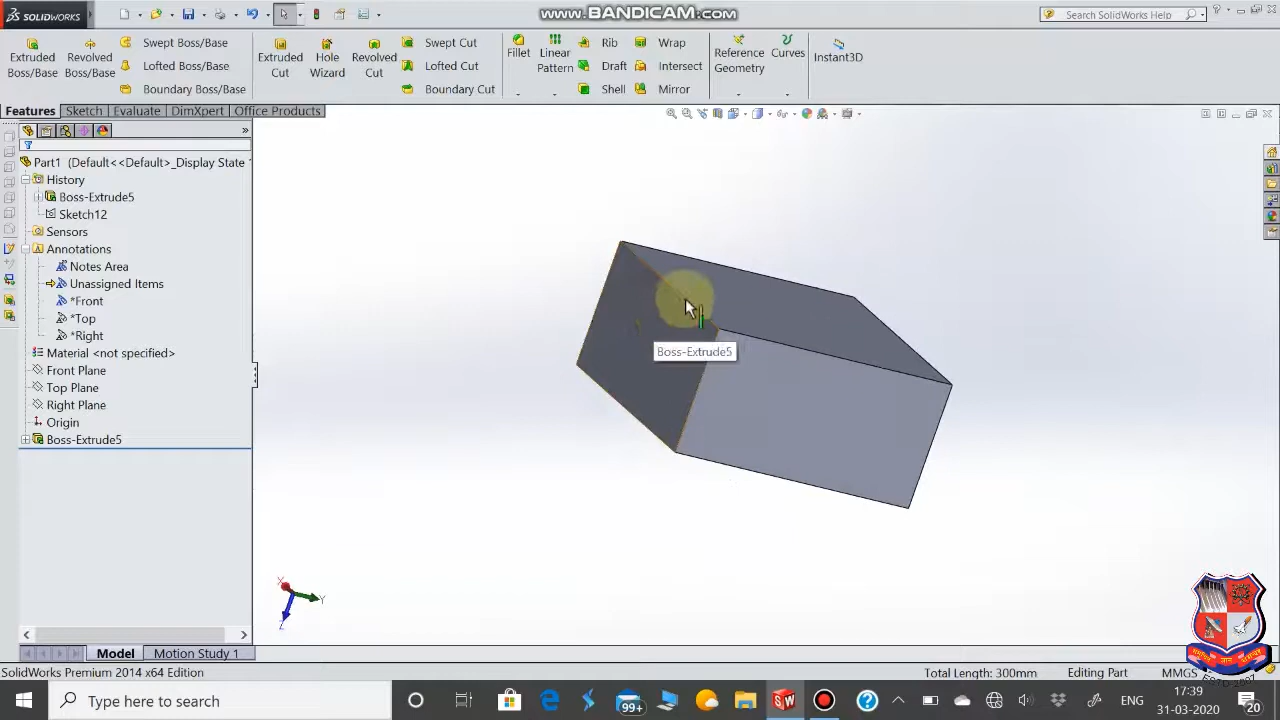 SOLIDWORKS
www.BANDICAM.com
Search SolidWorks Help
Extruded Boss/Base
Revolved Boss/Base
Swept Boss/Base
Lofted Boss/Base
Boundary Boss/Base
Extruded Cut
Hole Wizard
Revolved Cut
Swept Cut
Lofted Cut
Boundary Cut
Fillet
Linear Pattern
Rib
Draft
Shell
Wrap
Intersect
Mirror
Reference Geometry
Curves
Instant3D
Features Sketch Evaluate DimXpert Office Products
Part1 (Default<<Default>_Display State
History
Boss-Extrude5
Sketch12
Sensors
Annotations
Notes Area
Unassigned Items
*Front
*Top
*Right
Material <not specified>
Front Plane
Top Plane
Right Plane
Origin
Boss-Extrude5
Boss-Extrude5
X
Y
Z
Model Motion Study 1
SolidWorks Premium 2014 x64 Edition
Total Length: 300mm Editing Part MMGS
Type here to search
99+
ENG
17:39
31-03-2020
20